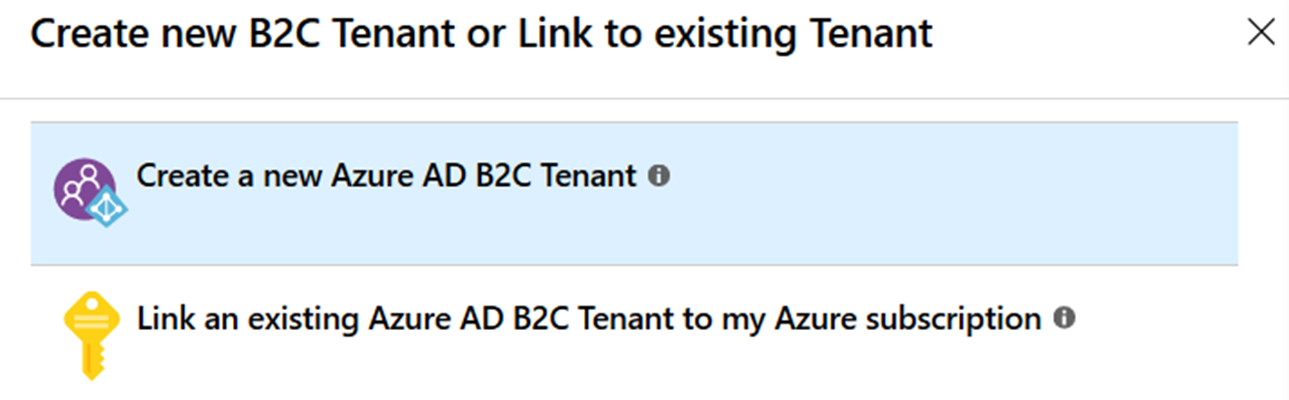 Create new B2C Tenant or Link to existing Tenant
Create a new Azure AD B2C Tenant
Link an existing Azure AD B2C Tenant to my Azure subscription